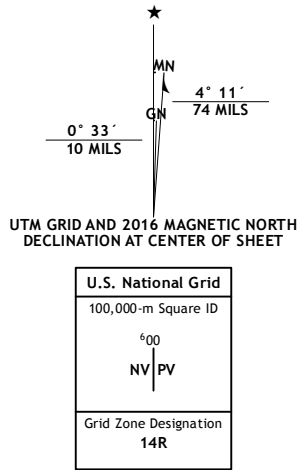 ★
MN
4° 11´
74 MILS
GN
0° 33´
10 MILS
UTM GRID AND 2016 MAGNETIC NORTH
DECLINATION AT CENTER OF SHEET
U.S. National Grid
100,000-m Square ID
⁶00
NV PV
Grid Zone Designation
14R